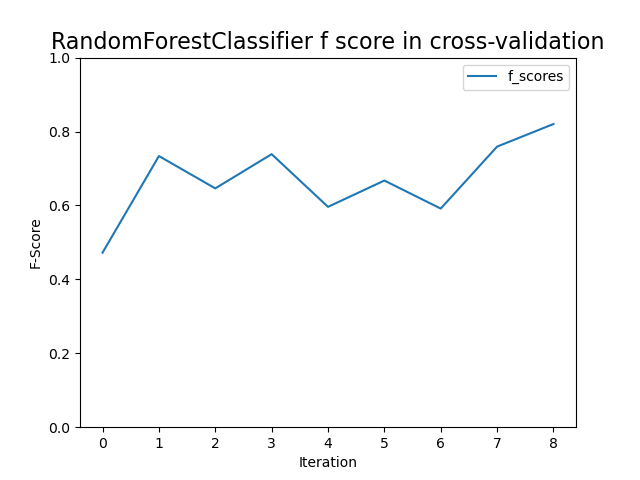 RandomForestClassifier f score in cross-validation
f_scores
F-Score
1.0
0.8
0.6
0.4
0.2
0.0
0 1 2 3 4 5 6 7 8
Iteration